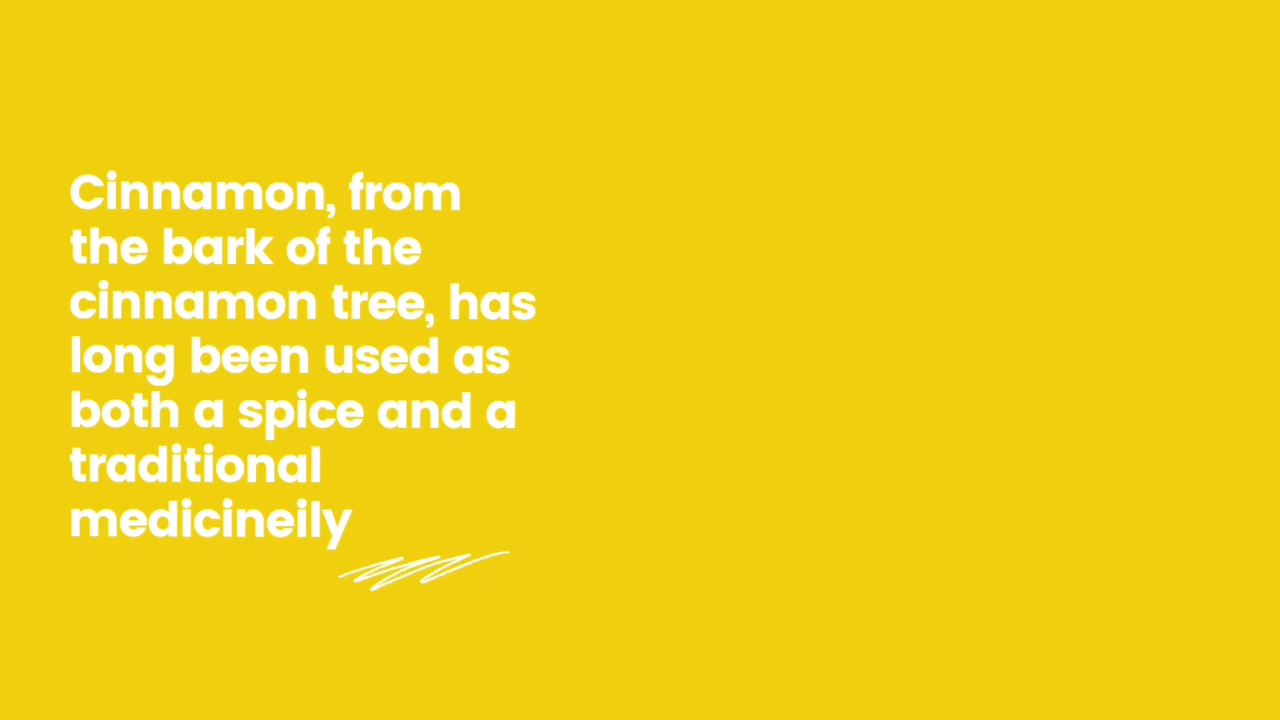 Cinnamon, from
the bark of the
cinnamon tree, has
long been used as
both a spice and a
traditional
medicineily